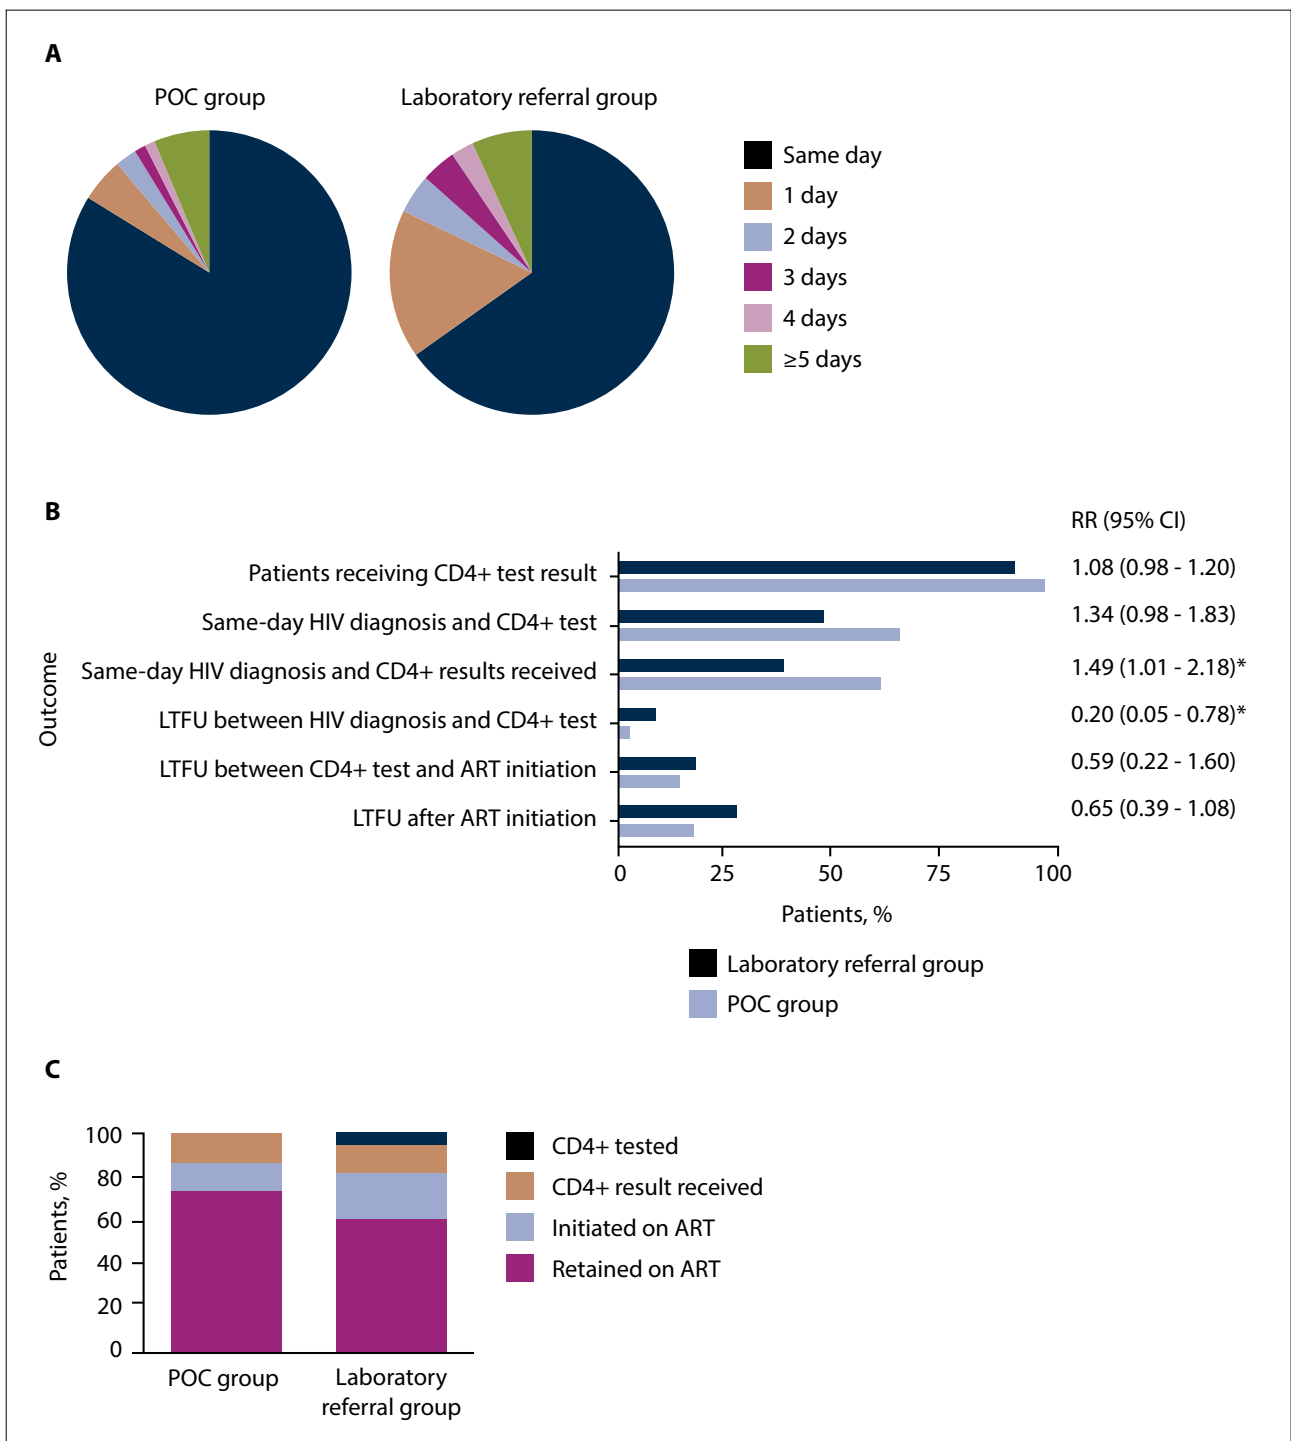 A
POC group
Laboratory referral group
Same day
1 day
2 days
3 days
4 days
≥5 days
B
RR (95% CI)
Outcome
Patients receiving CD4+ test result
1.08 (0.98 - 1.20)
Same-day HIV diagnosis and CD4+ test
1.34 (0.98 - 1.83)
Same-day HIV diagnosis and CD4+ results received
1.49 (1.01 - 2.18)*
LTFU between HIV diagnosis and CD4+ test
0.20 (0.05 - 0.78)*
LTFU between CD4+ test and ART initiation
0.59 (0.22 - 1.60)
LTFU after ART initiation
0.65 (0.39 - 1.08)
0 25 50 75 100
Patients, %
Laboratory referral group
POC group
C
Patients, %
100
80
60
40
20
0
POC group
Laboratory
referral group
CD4+ tested
CD4+ result received
Initiated on ART
Retained on ART